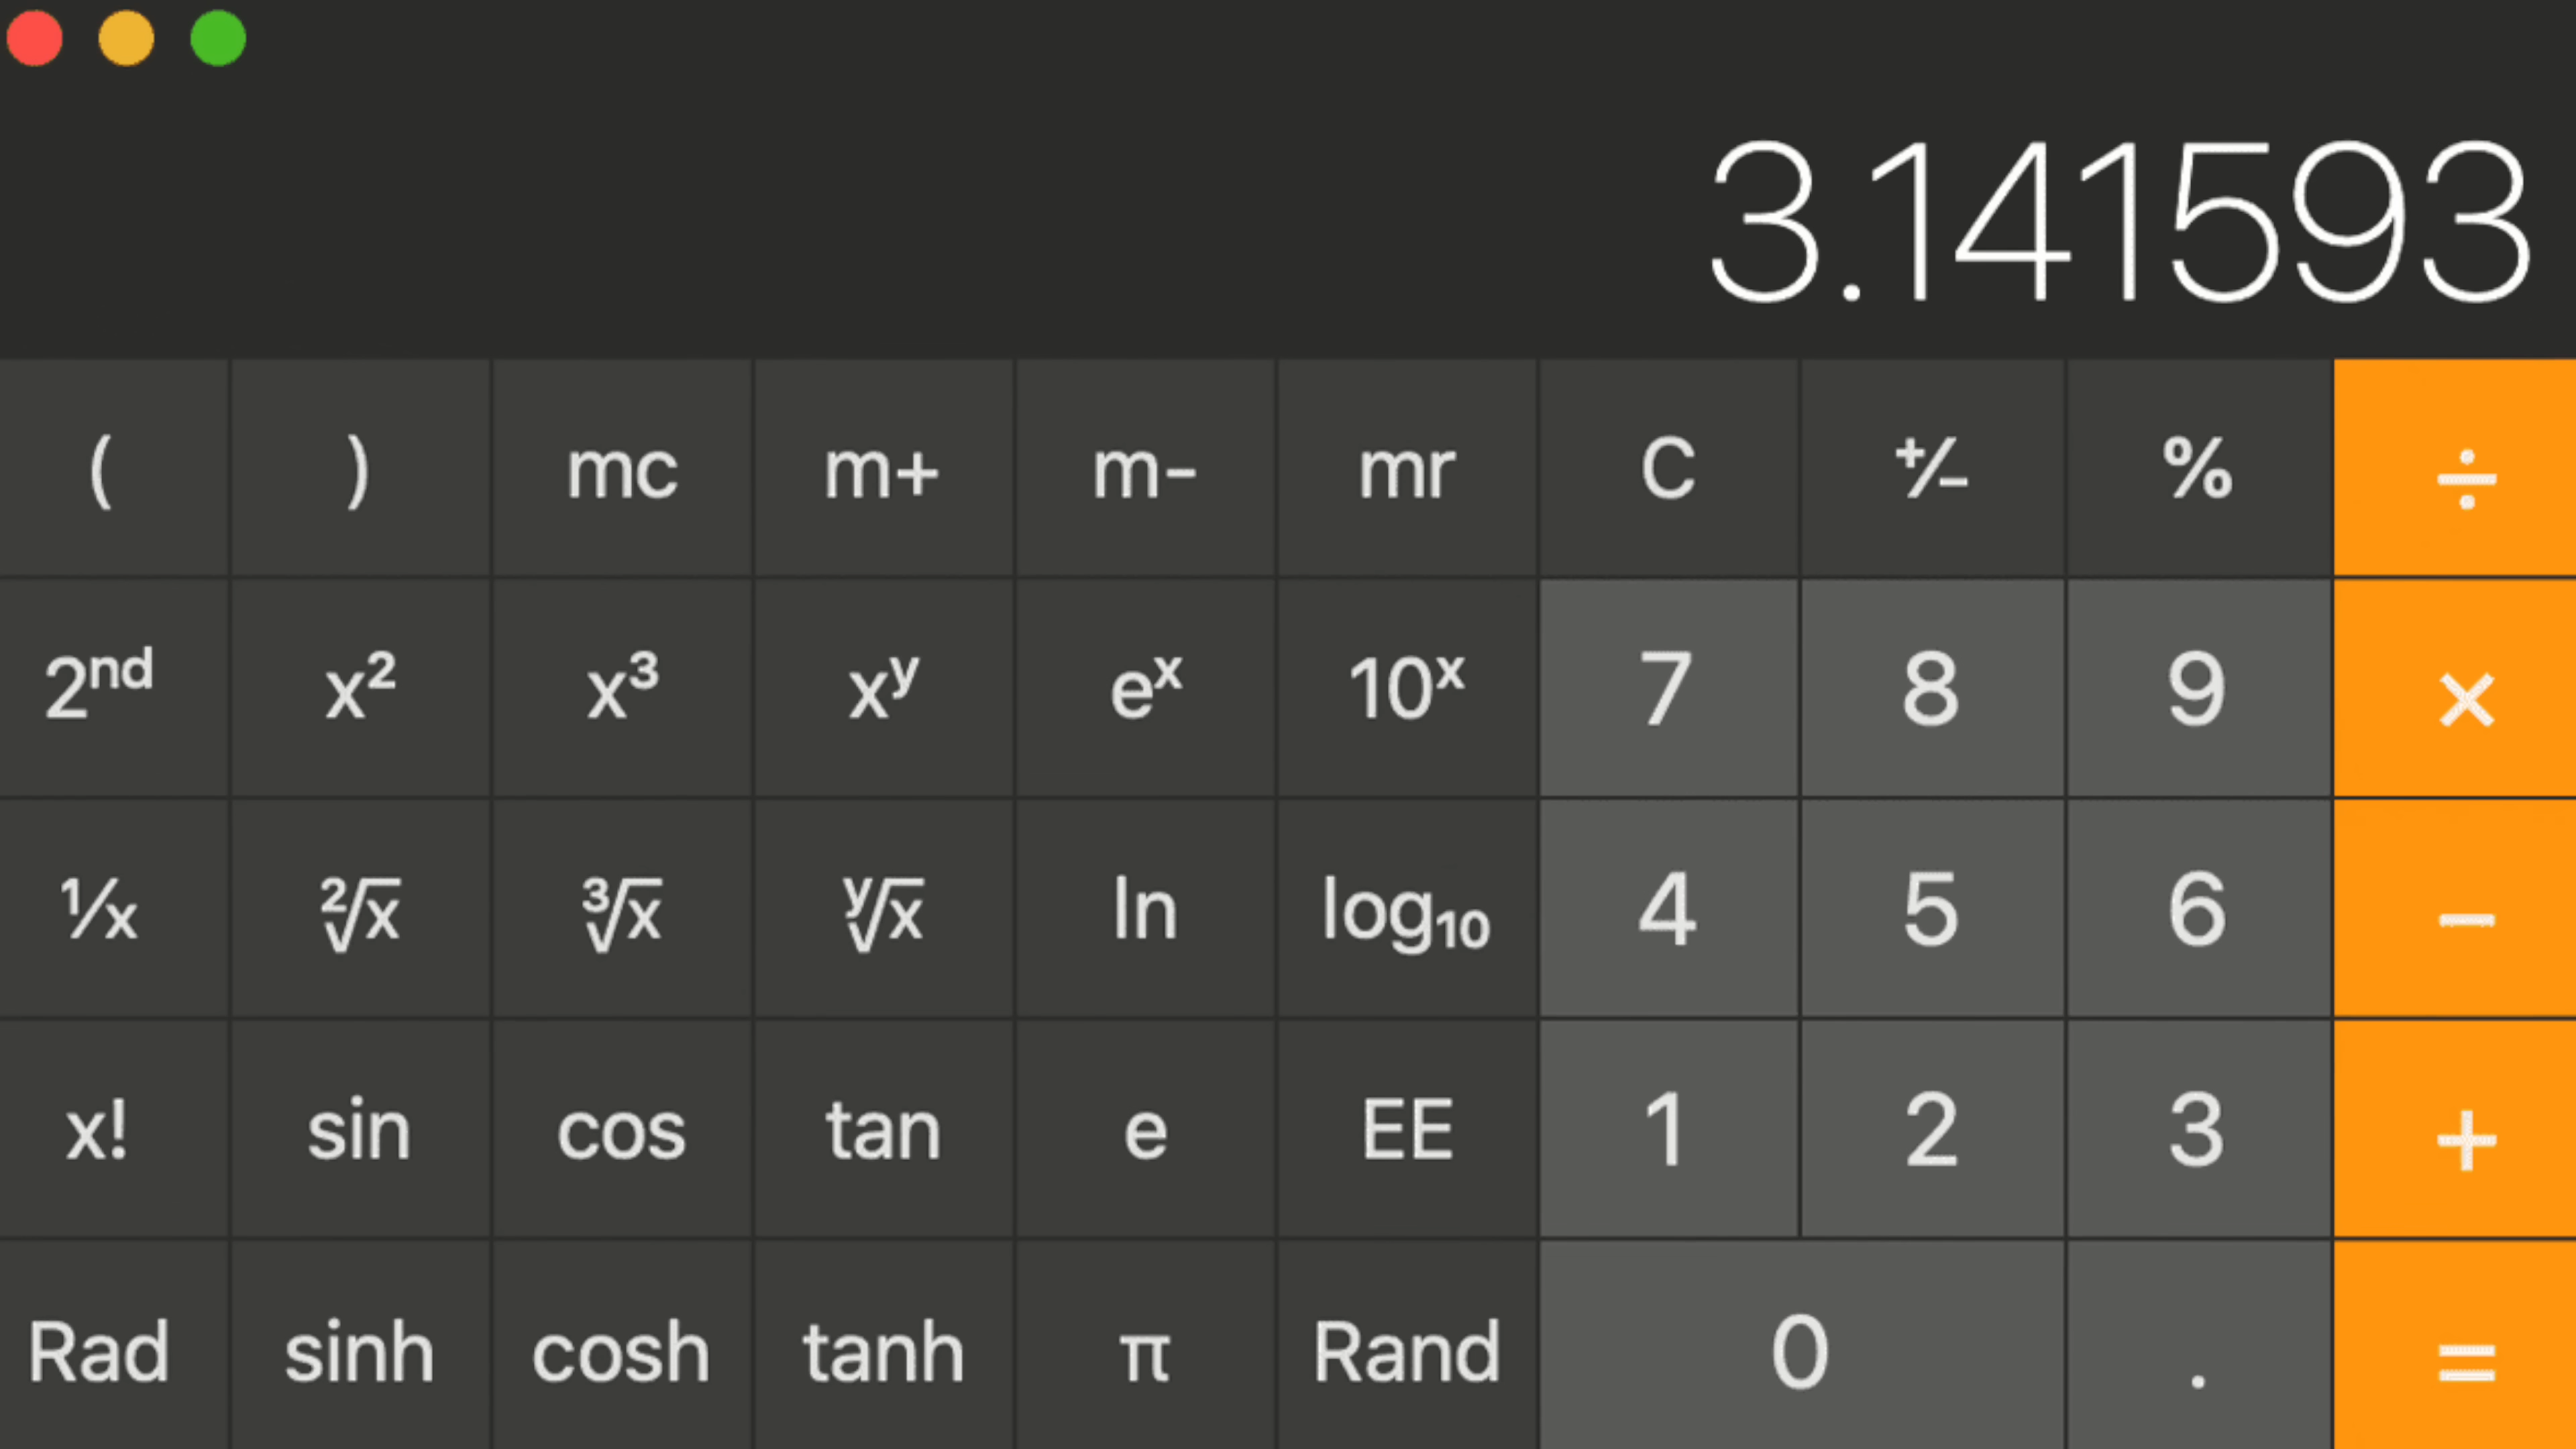 3.141593
( ) mc m+ m- mr C +/- % ÷
2nd x² x³ xʸ eˣ 10ˣ 7 8 9 ×
1/x ²√x ³√x ʸ√x ln log₁₀ 4 5 6 −
x! sin cos tan e EE 1 2 3 +
Rad sinh cosh tanh π Rand 0 . =